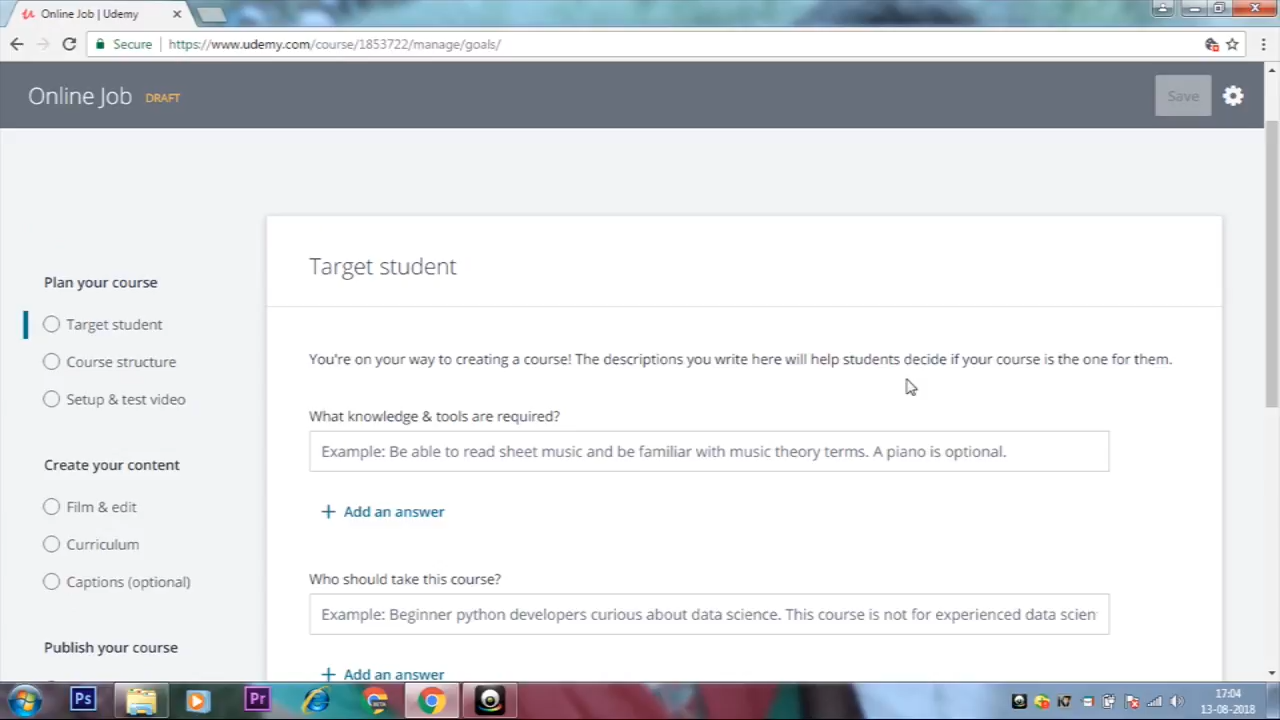 Online Job | Udemy
Secure
https://www.udemy.com/course/1853722/manage/goals/
Online Job DRAFT
Save
Target student
Plan your course
Target student
Course structure
Setup & test video
Create your content
Film & edit
Curriculum
Captions (optional)
Publish your course
You're on your way to creating a course! The descriptions you write here will help students decide if your course is the one for them.
What knowledge & tools are required?
Example: Be able to read sheet music and be familiar with music theory terms. A piano is optional.
+ Add an answer
Who should take this course?
Example: Beginner python developers curious about data science. This course is not for experienced data scien
+ Add an answer
Ps
Pr
BETA
17:04
13-08-2018